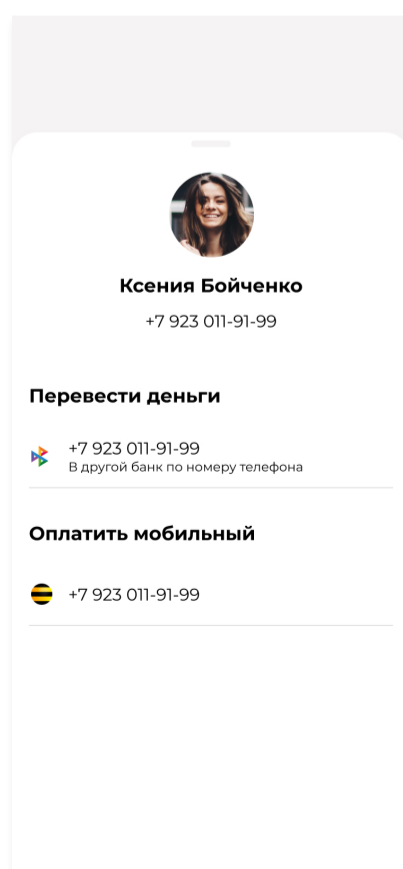 Ксения Бойченко
+7 923 011-91-99
Перевести деньги
+7 923 011-91-99
В другой банк по номеру телефона
Оплатить мобильный
+7 923 011-91-99